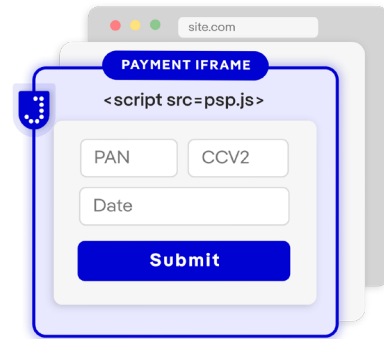 site.com
PAYMENT IFRAME
<script src=psp.js>
PAN CCV2
Date
Submit